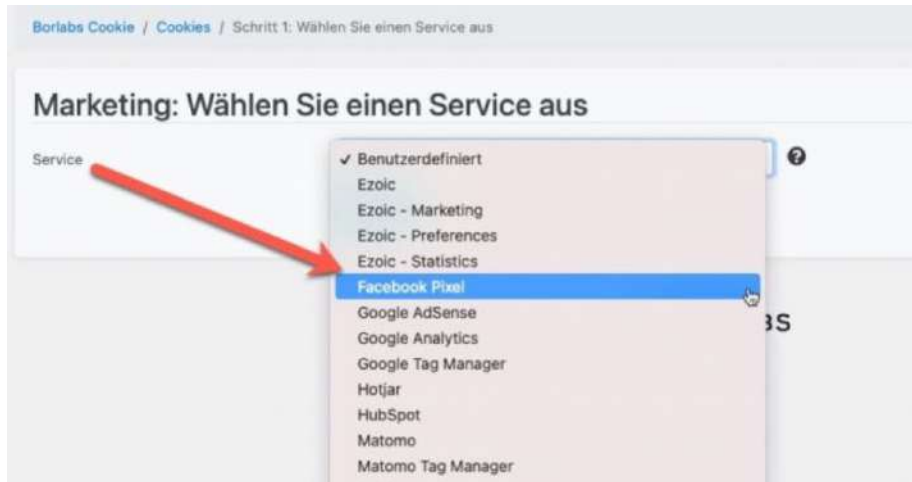 Borlabs Cookie / Cookies / Schritt 1: Wählen Sie einen Service aus
Marketing: Wählen Sie einen Service aus
Service
✓ Benutzerdefiniert
?
Ezoic
Ezoic - Marketing
Ezoic - Preferences
Ezoic - Statistics
Facebook Pixel
Google AdSense
Google Analytics
Google Tag Manager
Hotjar
HubSpot
Matomo
Matomo Tag Manager